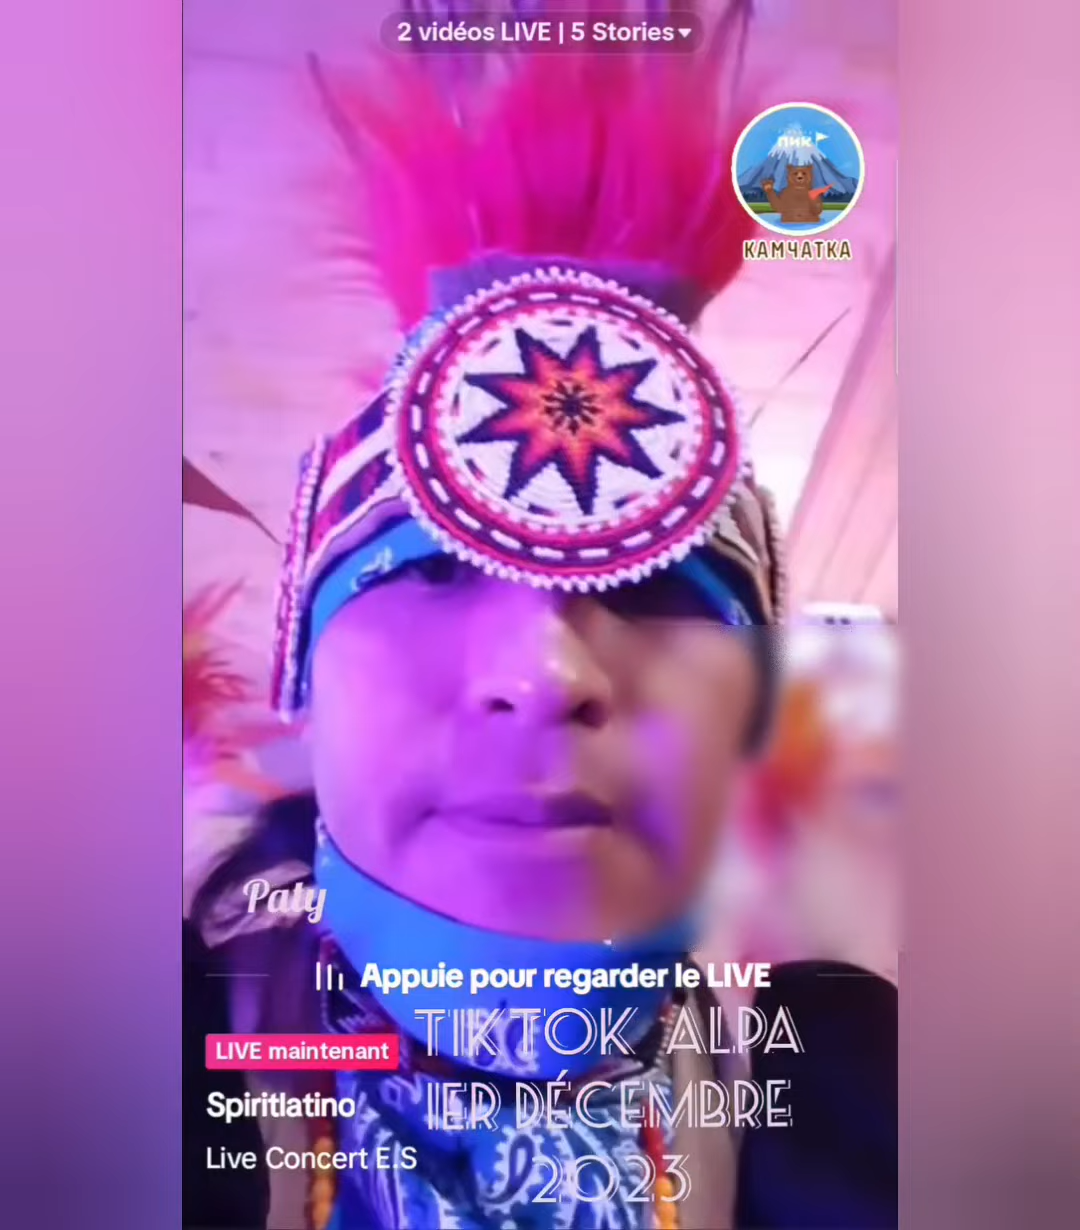 2 vidéos LIVE | 5 Stories
ПИК
КАМЧАТКА
Paty
Appuie pour regarder le LIVE
TIKTOK ALPA
LIVE maintenant
1ER DÉCEMBRE
Spiritlatino
Live Concert E.S
2023